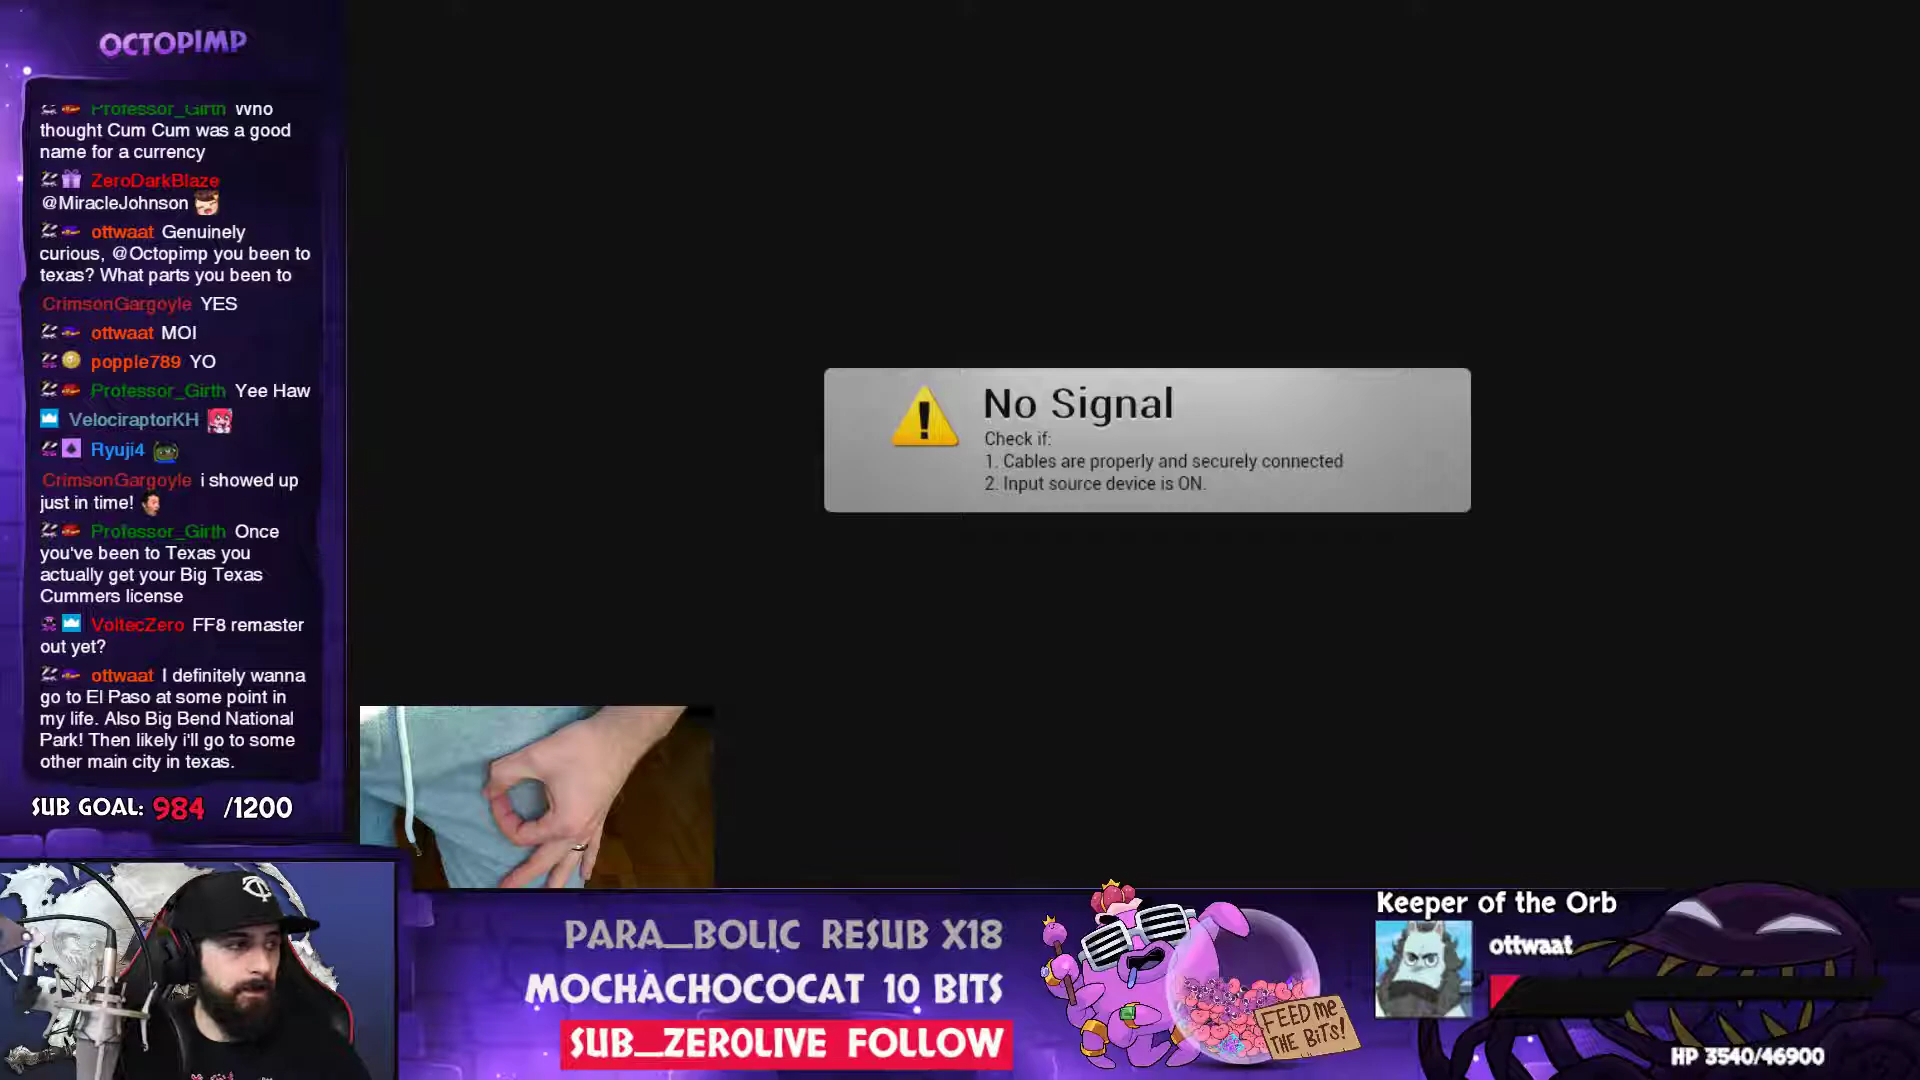 OCTOPIMP
Professor_Girth Who
thought Cum Cum was a good
name for a currency
ZeroDarkBlaze
@MiracleJohnson
ottwaat Genuinely
curious, @Octopimp you been to
texas? What parts you been to
CrimsonGargoyle YES
ottwaat MOI
popple789 YO
Professor_Girth Yee Haw
VelociraptorKH
Ryuji4
CrimsonGargoyle i showed up
just in time!
Professor_Girth Once
you've been to Texas you
actually get your Big Texas
Cummers license
VoltecZero FF8 remaster
out yet?
ottwaat I definitely wanna
go to El Paso at some point in
my life. Also Big Bend National
Park! Then likely i'll go to some
other main city in texas.
SUB GOAL: 984 /1200
No Signal
Check if:
1. Cables are properly and securely connected
2. Input source device is ON.
PARA_BOLIC RESUB X18
MOCHACHOCOCAT 10 BITS
SUB_ZER0LIVE FOLLOW
FEED ME
THE BITS!
Keeper of the Orb
ottwaat
HP 3540/46900